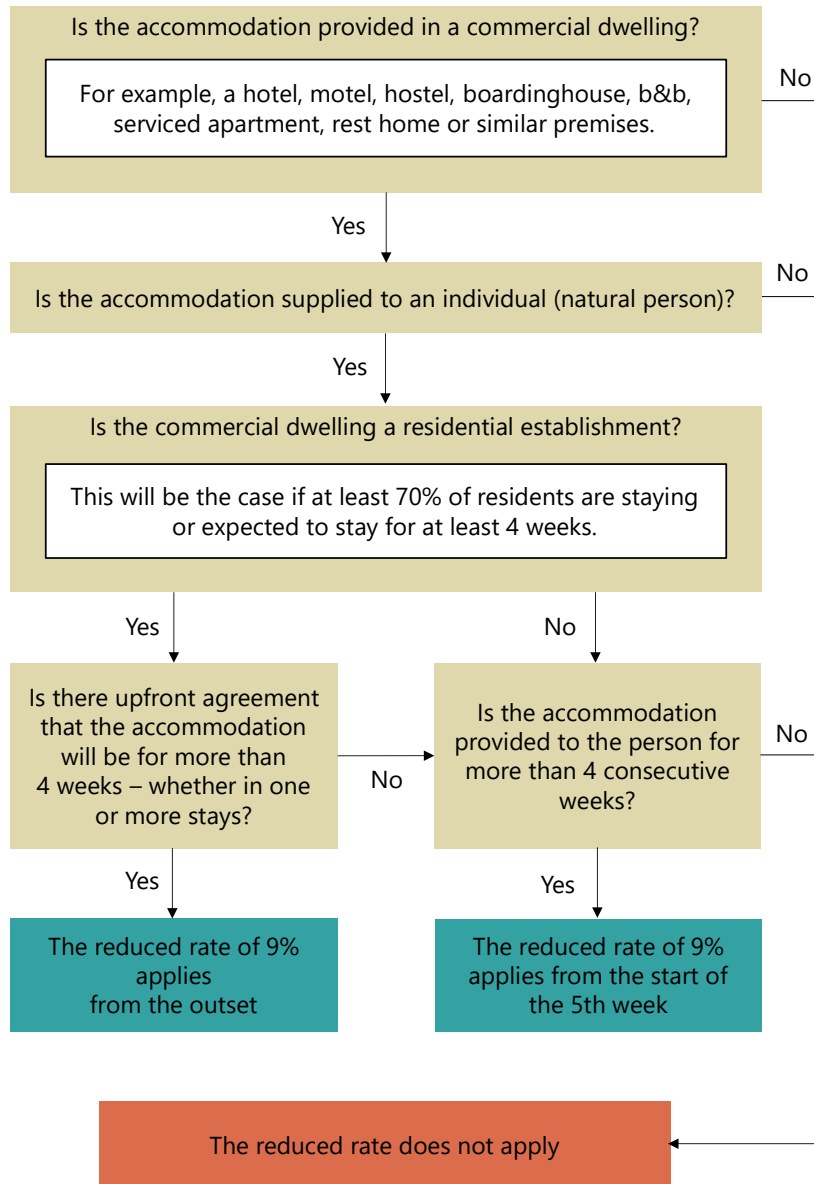 Is the accommodation provided in a commercial dwelling?
For example, a hotel, motel, hostel, boardinghouse, b&b,
serviced apartment, rest home or similar premises.
No
Yes
Is the accommodation supplied to an individual (natural person)?
No
Yes
Is the commercial dwelling a residential establishment?
This will be the case if at least 70% of residents are staying
or expected to stay for at least 4 weeks.
Yes
No
Is there upfront agreement
that the accommodation
will be for more than
4 weeks – whether in one
or more stays?
No
Is the accommodation
provided to the person for
more than 4 consecutive
weeks?
No
Yes
Yes
The reduced rate of 9%
applies
from the outset
The reduced rate of 9%
applies from the start of
the 5th week
The reduced rate does not apply